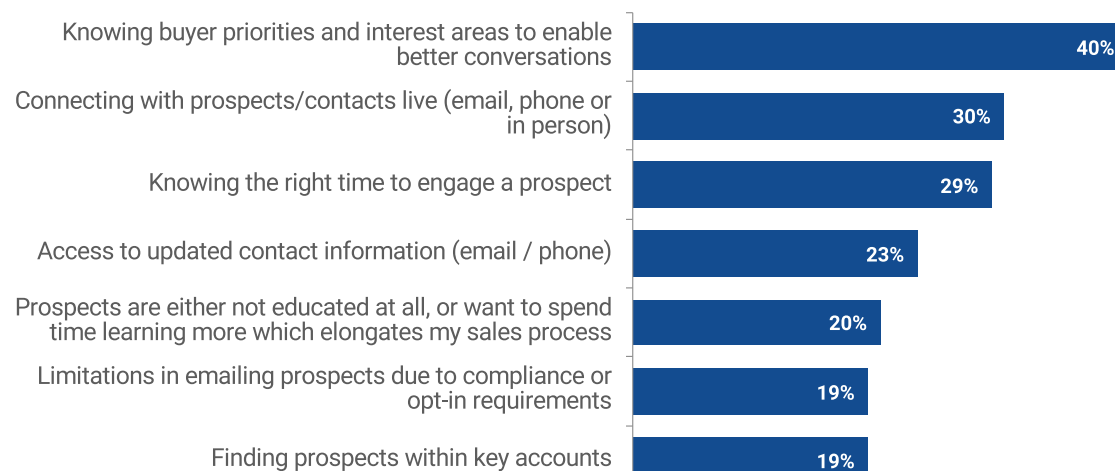 Knowing buyer priorities and interest areas to enable
better conversations
40%
Connecting with prospects/contacts live (email, phone or
in person)
30%
Knowing the right time to engage a prospect
29%
Access to updated contact information (email / phone)
23%
Prospects are either not educated at all, or want to spend
time learning more which elongates my sales process
20%
Limitations in emailing prospects due to compliance or
opt-in requirements
19%
Finding prospects within key accounts
19%